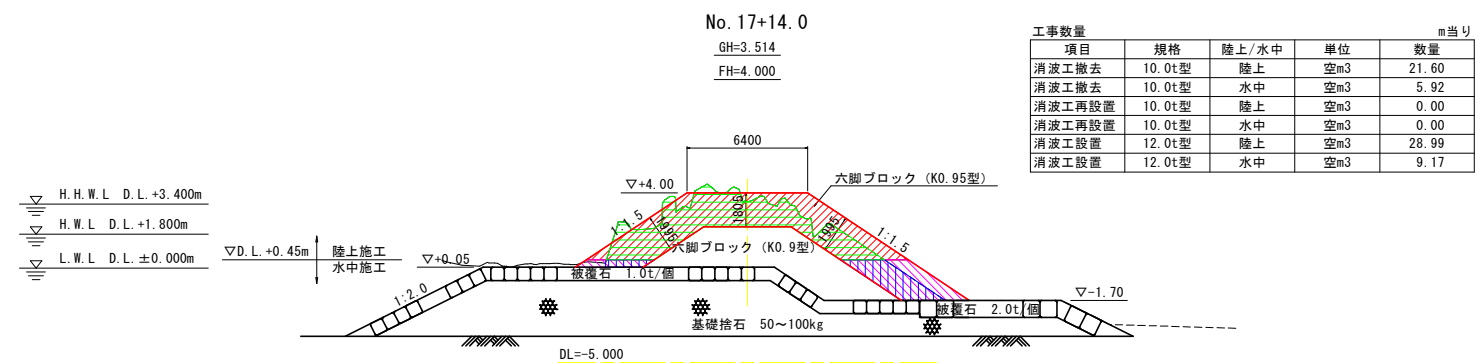 No. 17+14.0
GH=3.514
FH=4.000
工事数量 m当り
項目 規格 陸上/水中 単位 数量
消波工撤去 10.0t型 陸上 空m3 21.60
消波工撤去 10.0t型 水中 空m3 5.92
消波工再設置 10.0t型 陸上 空m3 0.00
消波工再設置 10.0t型 水中 空m3 0.00
消波工設置 12.0t型 陸上 空m3 28.99
消波工設置 12.0t型 水中 空m3 9.17
6400
▽+4.00
六脚ブロック (K0.95型)
H.H.W.L D.L.+3.400m
H.W.L D.L.+1.800m
L.W.L D.L.±0.000m
▽D.L.+0.45m
陸上施工
水中施工
1:1.5
1995
1805
1995
1:1.5
六脚ブロック (K0.9型)
▽+0.05
被覆石 1.0t/個
1:2.0
▽-1.70
被覆石 2.0t/個
基礎捨石 50～100kg
DL=-5.000